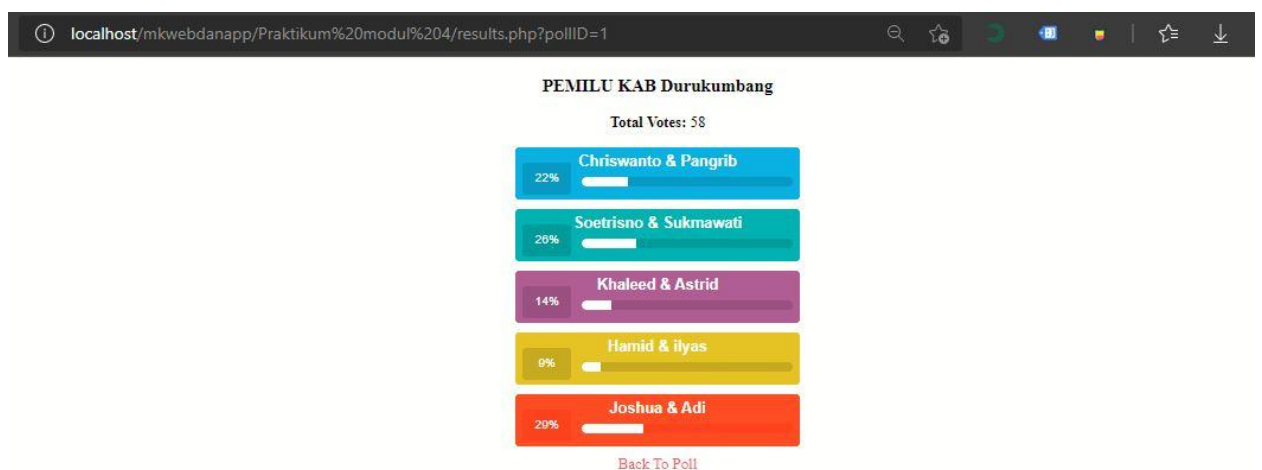 localhost/mkwebdanapp/Praktikum%20modul%204/results.php?pollID=1
PEMILU KAB Durukumbang
Total Votes: 58
Chriswanto & Pangrib
22%
Soetrisno & Sukmawati
26%
Khaleed & Astrid
14%
Hamid & ilyas
9%
Joshua & Adi
29%
Back To Poll